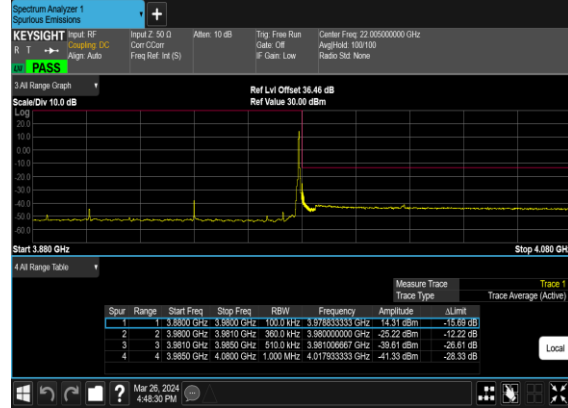 Spectrum Analyzer 1
Spurious Emissions
+
KEYSIGHT Input: RF Input Z: 50 Ω Atten: 10 dB Trig: Free Run Center Freq: 22.005000000 GHz
R T Coupling: DC Corr CCorr Gate: Off Avg|Hold: 100/100
Align: Auto Freq Ref: Int (S) IF Gain: Low Radio Std: None
PASS
3 All Range Graph
Ref Lvl Offset 36.46 dB
Scale/Div 10.0 dB Ref Value 30.00 dBm
Log
20.0
10.0
0.00
-10.0
-20.0
-30.0
-40.0
-50.0
-60.0
Start 3.880 GHz Stop 4.080 GH
4 All Range Table
Measure Trace Trace 1
Trace Type Trace Average (Active)
Spur Range Start Freq Stop Freq RBW Frequency Amplitude ΔLimit
1 1 3.8800 GHz 3.9800 GHz 100.0 kHz 3.978833333 GHz 14.31 dBm -15.69 dB
2 2 3.9800 GHz 3.9810 GHz 360.0 kHz 3.980000000 GHz -25.22 dBm -12.22 dB
3 3 3.9810 GHz 3.9850 GHz 510.0 kHz 3.981006667 GHz -39.61 dBm -26.61 dB
4 4 3.9850 GHz 4.0800 GHz 1.000 MHz 4.017933333 GHz -41.33 dBm -28.33 dB
Local
?
Mar 26, 2024
4:48:30 PM